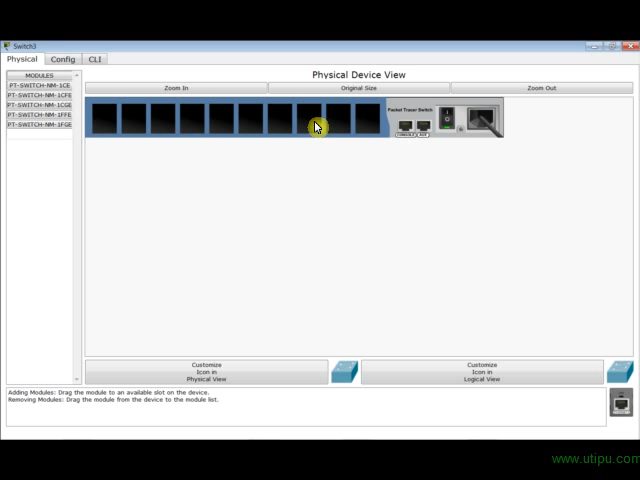 Switch3
Physical Config CLI
MODULES
PT-SWITCH-NM-1CE
PT-SWITCH-NM-1CFE
PT-SWITCH-NM-1CGE
PT-SWITCH-NM-1FFE
PT-SWITCH-NM-1FGE
Physical Device View
Zoom In Original Size Zoom Out
Packet Tracer Switch
CONSOLE AUX
Customize
Icon in
Physical View
Customize
Icon in
Logical View
Adding Modules: Drag the module to an available slot on the device.
Removing Modules: Drag the module from the device to the module list.
www.utipu.com